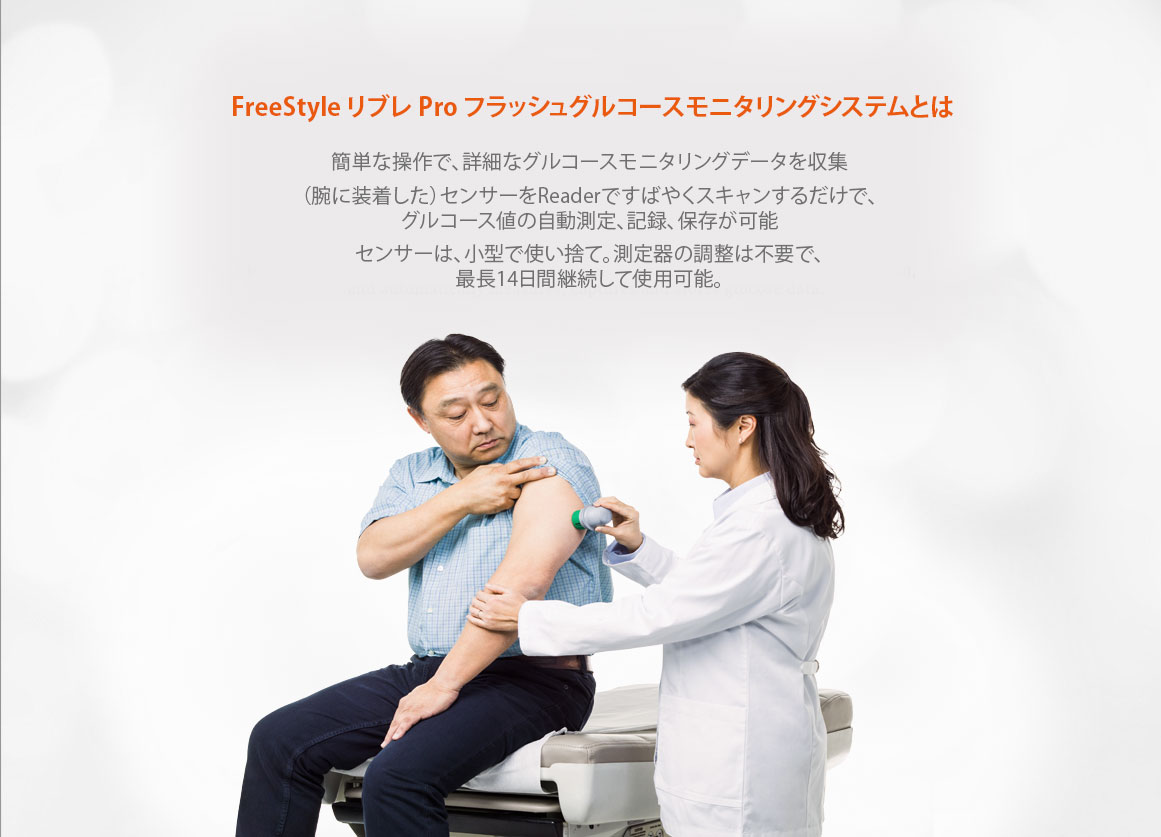 FreeStyle リブレ Pro フラッシュグルコースモニタリングシステムとは
簡単な操作で、詳細なグルコースモニタリングデータを収集
（腕に装着した）センサーをReaderですばやくスキャンするだけで、
グルコース値の自動測定、記録、保存が可能
センサーは、小型で使い捨て。測定器の調整は不要で、
最長14日間継続して使用可能。